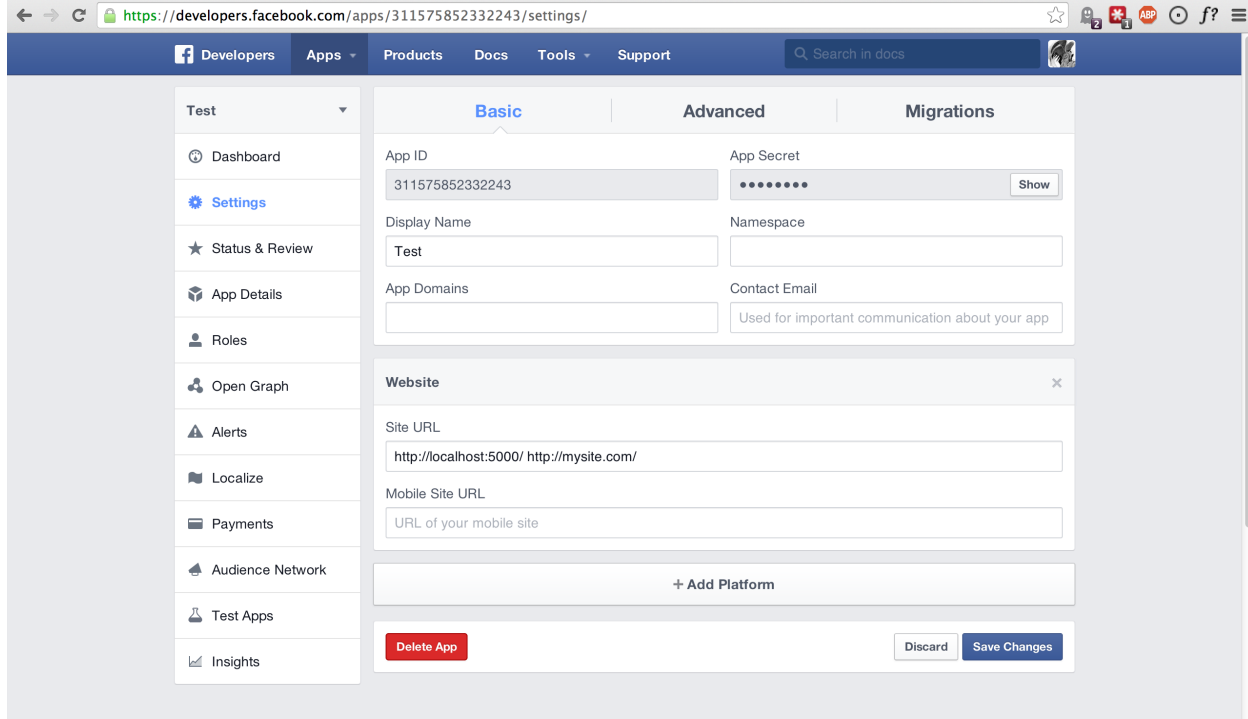 https://developers.facebook.com/apps/311575852332243/settings/
2
1
ABP
f?
f Developers Apps Products Docs Tools Support Search in docs
Test
Dashboard
Settings
Status & Review
App Details
Roles
Open Graph
Alerts
Localize
Payments
Audience Network
Test Apps
Insights
Basic Advanced Migrations
App ID App Secret
311575852332243 •••••••• Show
Display Name Namespace
Test
App Domains Contact Email
Used for important communication about your app
Website
Site URL
http://localhost:5000/ http://mysite.com/
Mobile Site URL
URL of your mobile site
+ Add Platform
Delete App Discard Save Changes